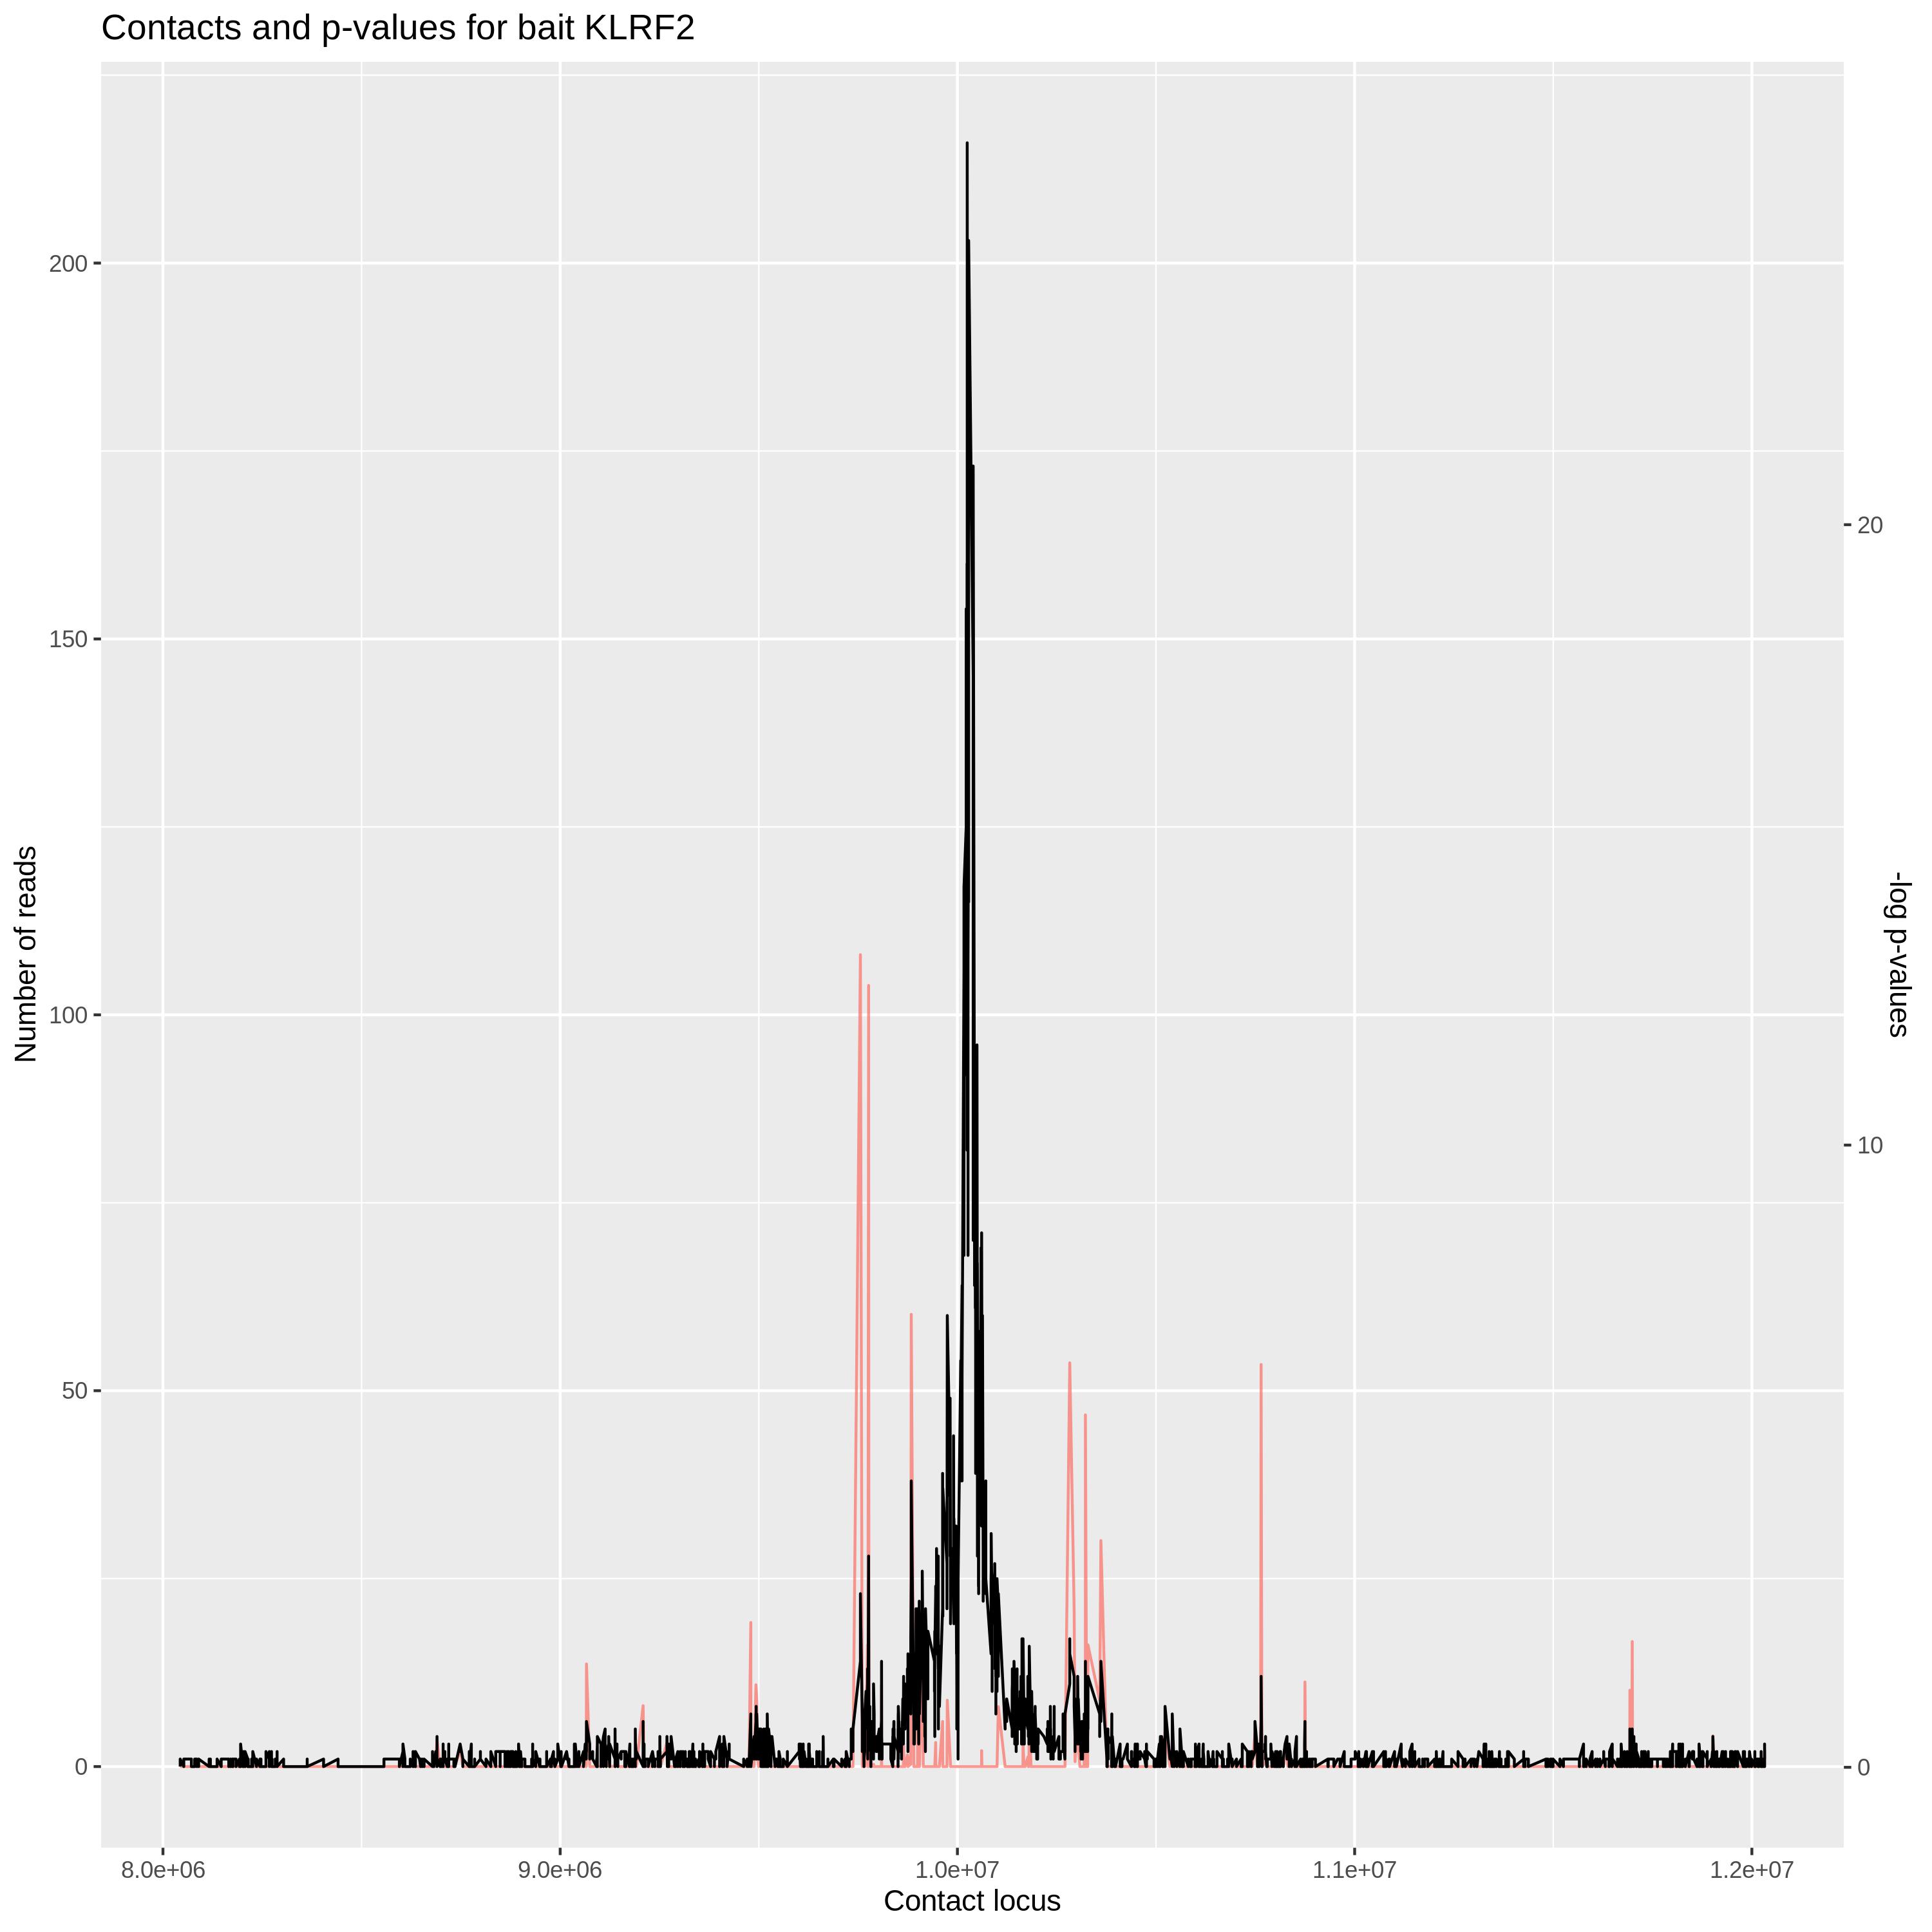 Contacts and p-values for bait KLRF2
Number of reads
200
150
100
50
0
20
10
0
-log p-values
8.0e+06
9.0e+06
1.0e+07
1.1e+07
1.2e+07
Contact locus